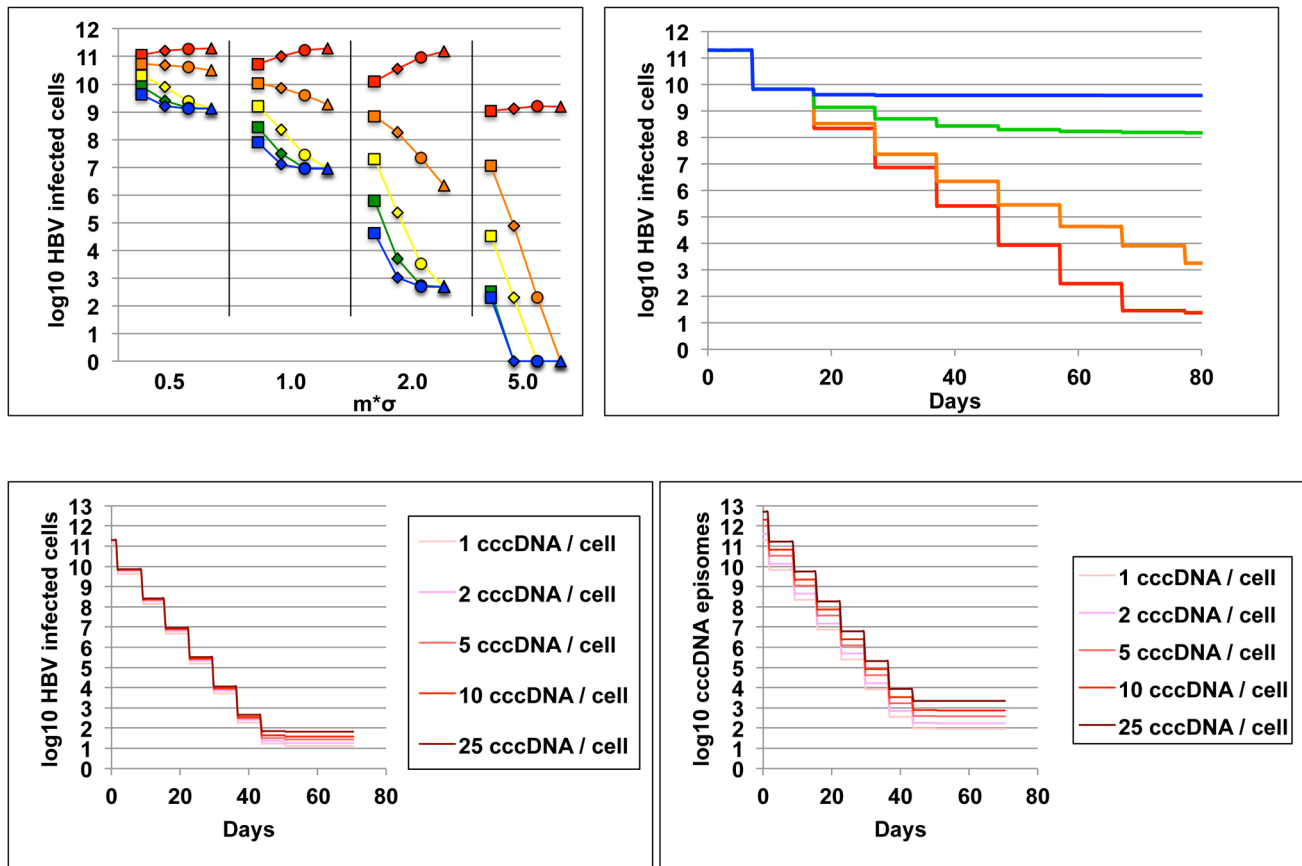 log10 HBV infected cells
12
11
10
9
8
7
6
5
4
3
2
1
0
0.5 1.0 2.0 5.0
m*σ
log10 HBV infected cells
12
11
10
9
8
7
6
5
4
3
2
1
0
0 20 40 60 80
Days
log10 HBV infected cells
13
12
11
10
9
8
7
6
5
4
3
2
1
0
0 20 40 60 80
Days
1 cccDNA / cell
2 cccDNA / cell
5 cccDNA / cell
10 cccDNA / cell
25 cccDNA / cell
log10 cccDNA episomes
13
12
11
10
9
8
7
6
5
4
3
2
1
0
0 20 40 60 80
Days
1 cccDNA / cell
2 cccDNA / cell
5 cccDNA / cell
10 cccDNA / cell
25 cccDNA / cell